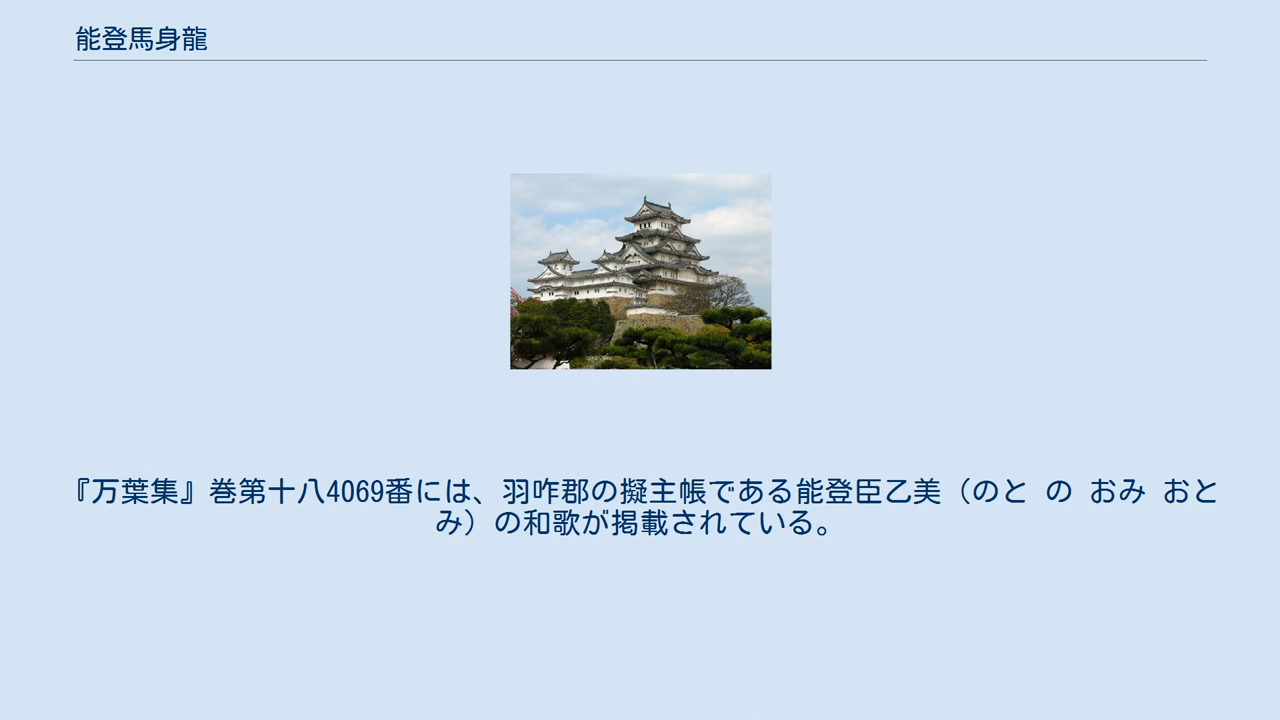 能登馬身龍
『万葉集』巻第十八4069番には、羽咋郡の擬主帳である能登臣乙美（のと の おみ おと
み）の和歌が掲載されている。